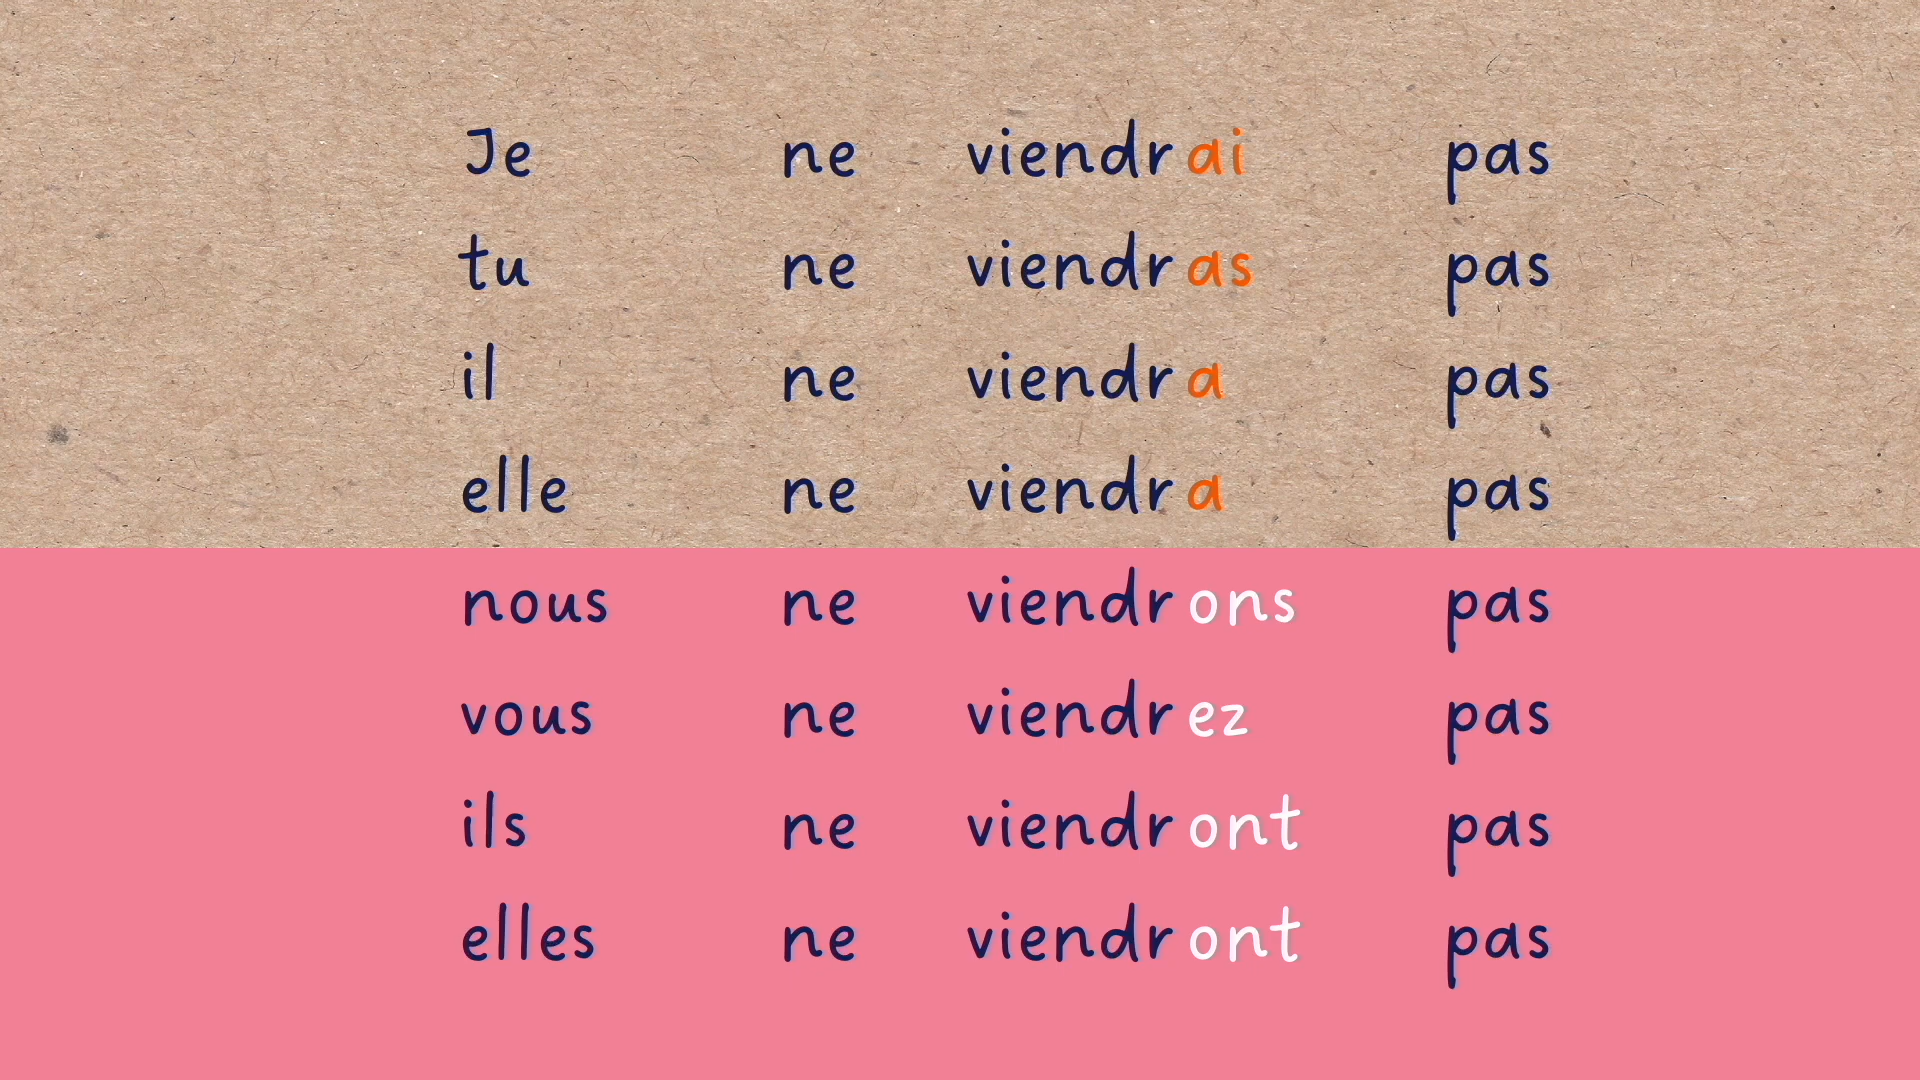 Je ne viendrai pas
tu ne viendras pas
il ne viendra pas
elle ne viendra pas
nous ne viendrons pas
vous ne viendrez pas
ils ne viendront pas
elles ne viendront pas